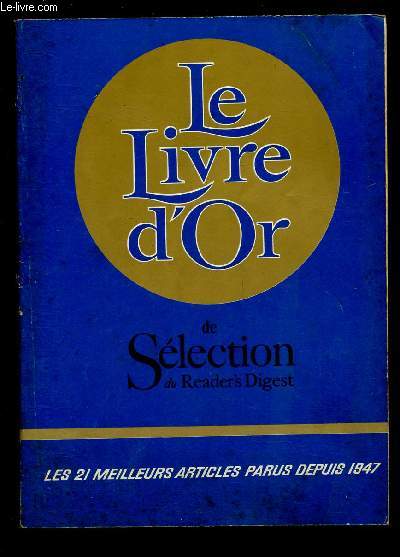 Le-livre.com
Le
Livre
d'Or
de
Sélection
du Reader's Digest
LES 21 MEILLEURS ARTICLES PARUS DEPUIS 1947